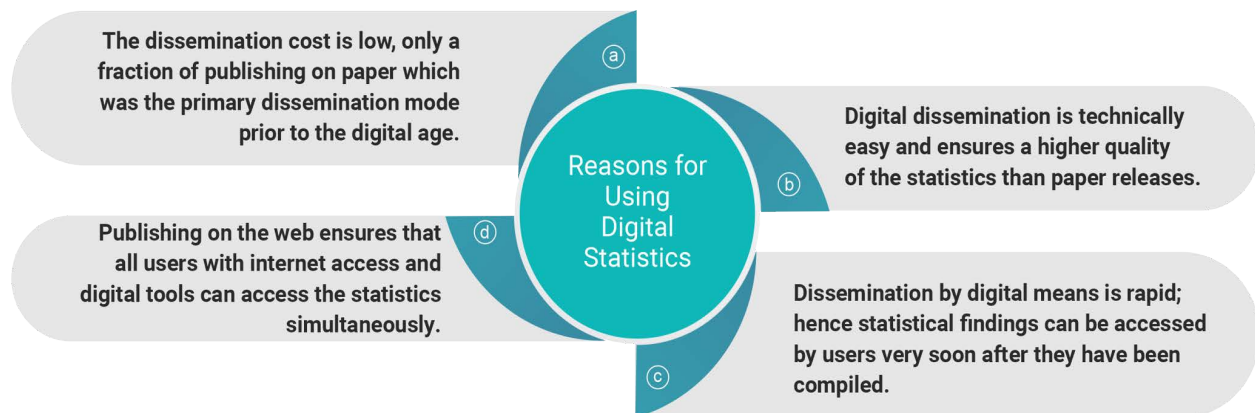 Reasons for
Using
Digital
Statistics
a
The dissemination cost is low, only a
fraction of publishing on paper which
was the primary dissemination mode
prior to the digital age.
b
Digital dissemination is technically
easy and ensures a higher quality
of the statistics than paper releases.
c
Dissemination by digital means is rapid;
hence statistical findings can be accessed
by users very soon after they have been
compiled.
d
Publishing on the web ensures that
all users with internet access and
digital tools can access the statistics
simultaneously.